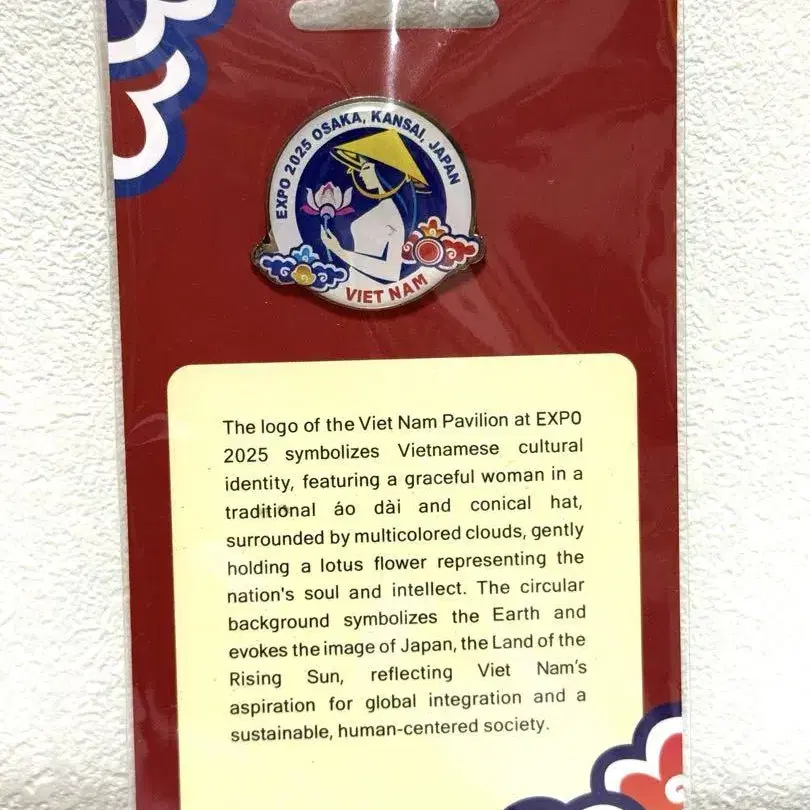 EXPO 2025 OSAKA, KANSAI, JAPAN
VIET NAM
The logo of the Viet Nam Pavilion at EXPO
2025 symbolizes Vietnamese cultural
identity, featuring a graceful woman in a
traditional áo dài and conical hat,
surrounded by multicolored clouds, gently
holding a lotus flower representing the
nation's soul and intellect. The circular
background symbolizes the Earth and
evokes the image of Japan, the Land of the
Rising Sun, reflecting Viet Nam's
aspiration for global integration and a
sustainable, human-centered society.